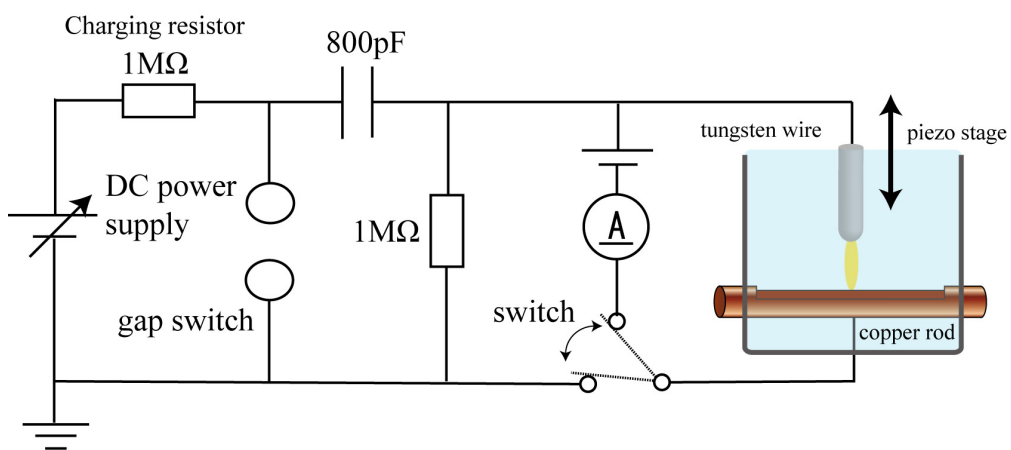 Charging resistor
1MΩ
800pF
tungsten wire
piezo stage
DC power
supply
1MΩ
A
gap switch
switch
copper rod